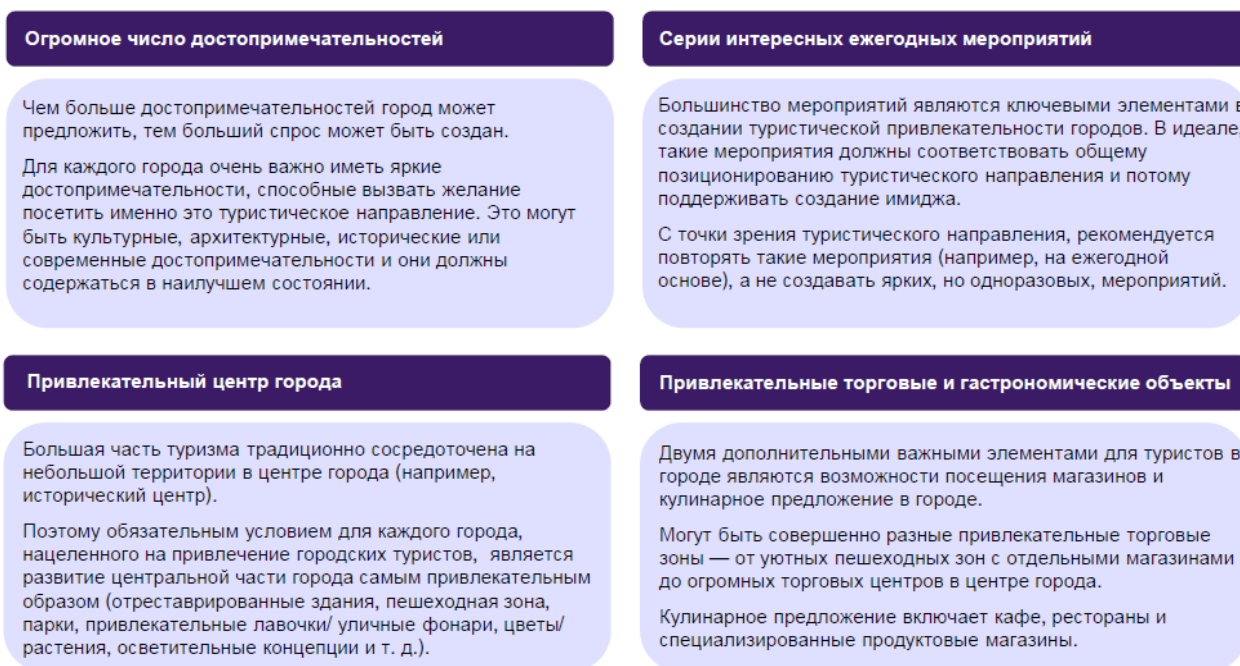 Огромное число достопримечательностей
Чем больше достопримечательностей город может
предложить, тем больший спрос может быть создан.
Для каждого города очень важно иметь яркие
достопримечательности, способные вызвать желание
посетить именно это туристическое направление. Это могут
быть культурные, архитектурные, исторические или
современные достопримечательности и они должны
содержаться в наилучшем состоянии.
Серии интересных ежегодных мероприятий
Большинство мероприятий являются ключевыми элементами в
создании туристической привлекательности городов. В идеале,
такие мероприятия должны соответствовать общему
позиционированию туристического направления и потому
поддерживать создание имиджа.
С точки зрения туристического направления, рекомендуется
повторять такие мероприятия (например, на ежегодной
основе), а не создавать ярких, но одноразовых, мероприятий.
Привлекательный центр города
Большая часть туризма традиционно сосредоточена на
небольшой территории в центре города (например,
исторический центр).
Поэтому обязательным условием для каждого города,
нацеленного на привлечение городских туристов, является
развитие центральной части города самым привлекательным
образом (отреставрированные здания, пешеходная зона,
парки, привлекательные лавочки/ уличные фонари, цветы/
растения, осветительные концепции и т. д.).
Привлекательные торговые и гастрономические объекты
Двумя дополнительными важными элементами для туристов в
городе являются возможности посещения магазинов и
кулинарное предложение в городе.
Могут быть совершенно разные привлекательные торговые
зоны — от уютных пешеходных зон с отдельными магазинами
до огромных торговых центров в центре города.
Кулинарное предложение включает кафе, рестораны и
специализированные продуктовые магазины.